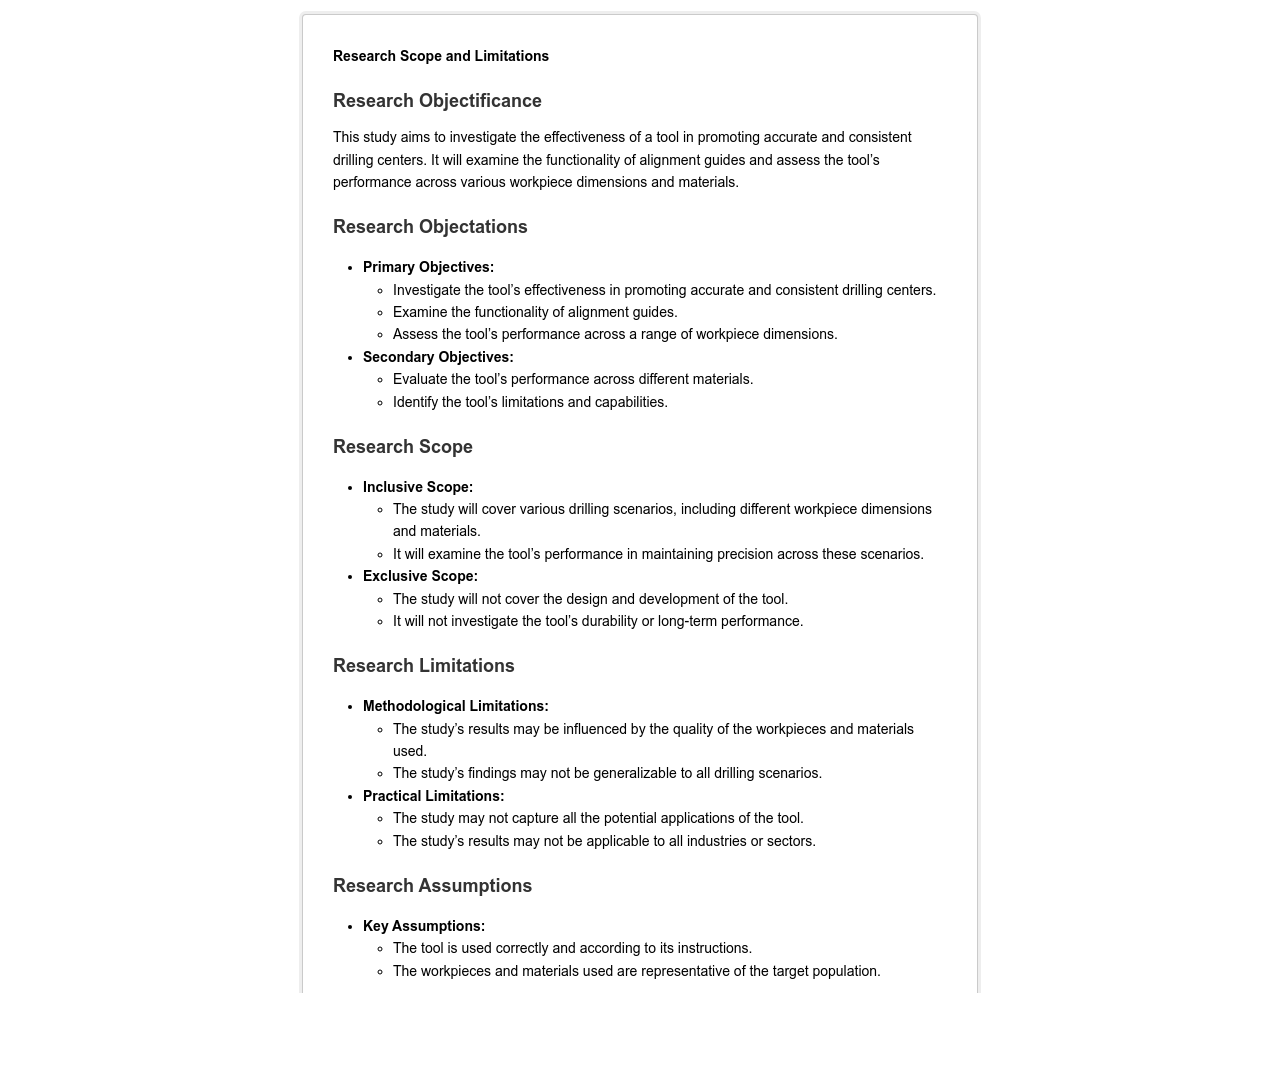 Research Scope and Limitations
Research Objectificance
This study aims to investigate the effectiveness of a tool in promoting accurate and consistent
drilling centers. It will examine the functionality of alignment guides and assess the tool’s
performance across various workpiece dimensions and materials.
Research Objectations
Primary Objectives:
Investigate the tool’s effectiveness in promoting accurate and consistent drilling centers.
Examine the functionality of alignment guides.
Assess the tool’s performance across a range of workpiece dimensions.
Secondary Objectives:
Evaluate the tool’s performance across different materials.
Identify the tool’s limitations and capabilities.
Research Scope
Inclusive Scope:
The study will cover various drilling scenarios, including different workpiece dimensions
and materials.
It will examine the tool’s performance in maintaining precision across these scenarios.
Exclusive Scope:
The study will not cover the design and development of the tool.
It will not investigate the tool’s durability or long-term performance.
Research Limitations
Methodological Limitations:
The study’s results may be influenced by the quality of the workpieces and materials
used.
The study’s findings may not be generalizable to all drilling scenarios.
Practical Limitations:
The study may not capture all the potential applications of the tool.
The study’s results may not be applicable to all industries or sectors.
Research Assumptions
Key Assumptions:
The tool is used correctly and according to its instructions.
The workpieces and materials used are representative of the target population.